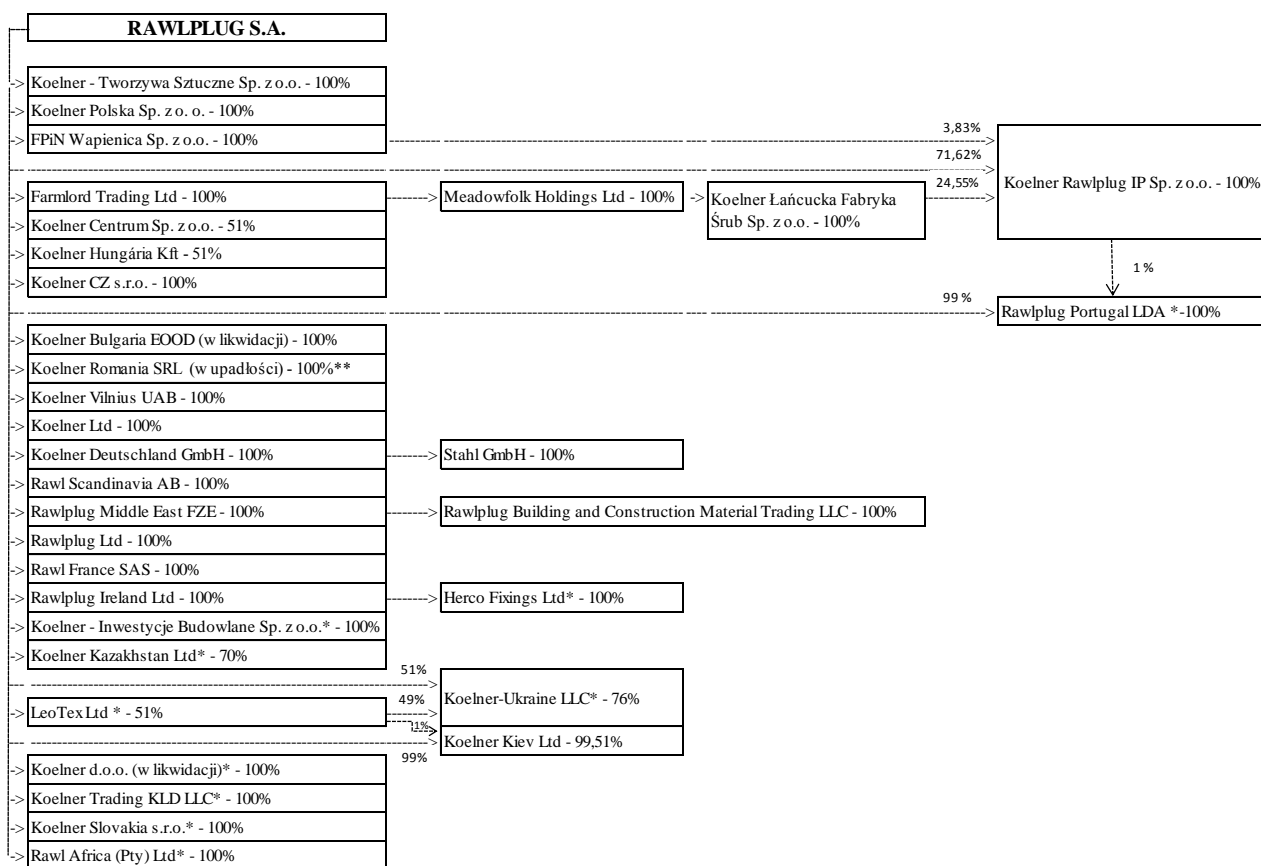 RAWLPLUG S.A.
Koelner - Tworzywa Sztuczne Sp. z o.o. - 100%
Koelner Polska Sp. z o. o. - 100%
FPiN Wapienica Sp. z o.o. - 100%
3,83%
71,62%
Koelner Rawlplug IP Sp. z o.o. - 100%
Farmlord Trading Ltd - 100%
Meadowfolk Holdings Ltd - 100%
Koelner Łańcucka Fabryka
Śrub Sp. z o.o. - 100%
24,55%
Koelner Centrum Sp. z o.o. - 51%
Koelner Hungária Kft - 51%
1 %
Koelner CZ s.r.o. - 100%
99 %
Rawlplug Portugal LDA *-100%
Koelner Bulgaria EOOD (w likwidacji) - 100%
Koelner Romania SRL (w upadłości) - 100%**
Koelner Vilnius UAB - 100%
Koelner Ltd - 100%
Koelner Deutschland GmbH - 100%
Stahl GmbH - 100%
Rawl Scandinavia AB - 100%
Rawlplug Middle East FZE - 100%
Rawlplug Building and Construction Material Trading LLC - 100%
Rawlplug Ltd - 100%
Rawl France SAS - 100%
Rawlplug Ireland Ltd - 100%
Herco Fixings Ltd* - 100%
Koelner - Inwestycje Budowlane Sp. z o.o.* - 100%
Koelner Kazakhstan Ltd* - 70%
51%
Koelner-Ukraine LLC* - 76%
49%
LeoTex Ltd * - 51%
1%
Koelner Kiev Ltd - 99,51%
99%
Koelner d.o.o. (w likwidacji)* - 100%
Koelner Trading KLD LLC* - 100%
Koelner Slovakia s.r.o.* - 100%
Rawl Africa (Pty) Ltd* - 100%